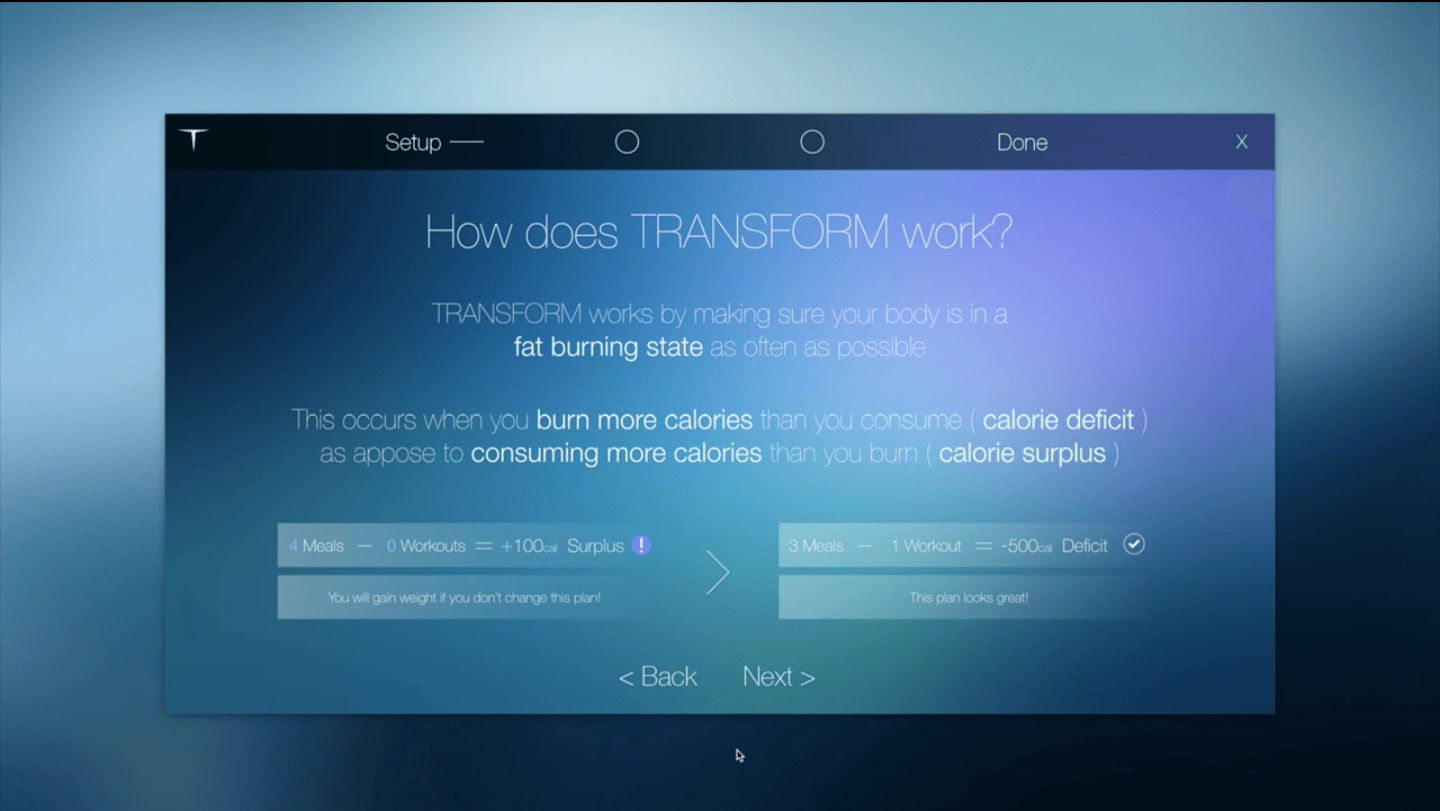 T
Setup
Done
X
How does TRANSFORM work?
TRANSFORM works by making sure your body is in a
fat burning state as often as possible
This occurs when you burn more calories than you consume ( calorie deficit )
as appose to consuming more calories than you burn ( calorie surplus )
4 Meals — 0 Workouts = +100cal Surplus !
You will gain weight if you don't change this plan!
>
3 Meals — 1 Workout = -500cal Deficit
This plan looks great!
< Back
Next >